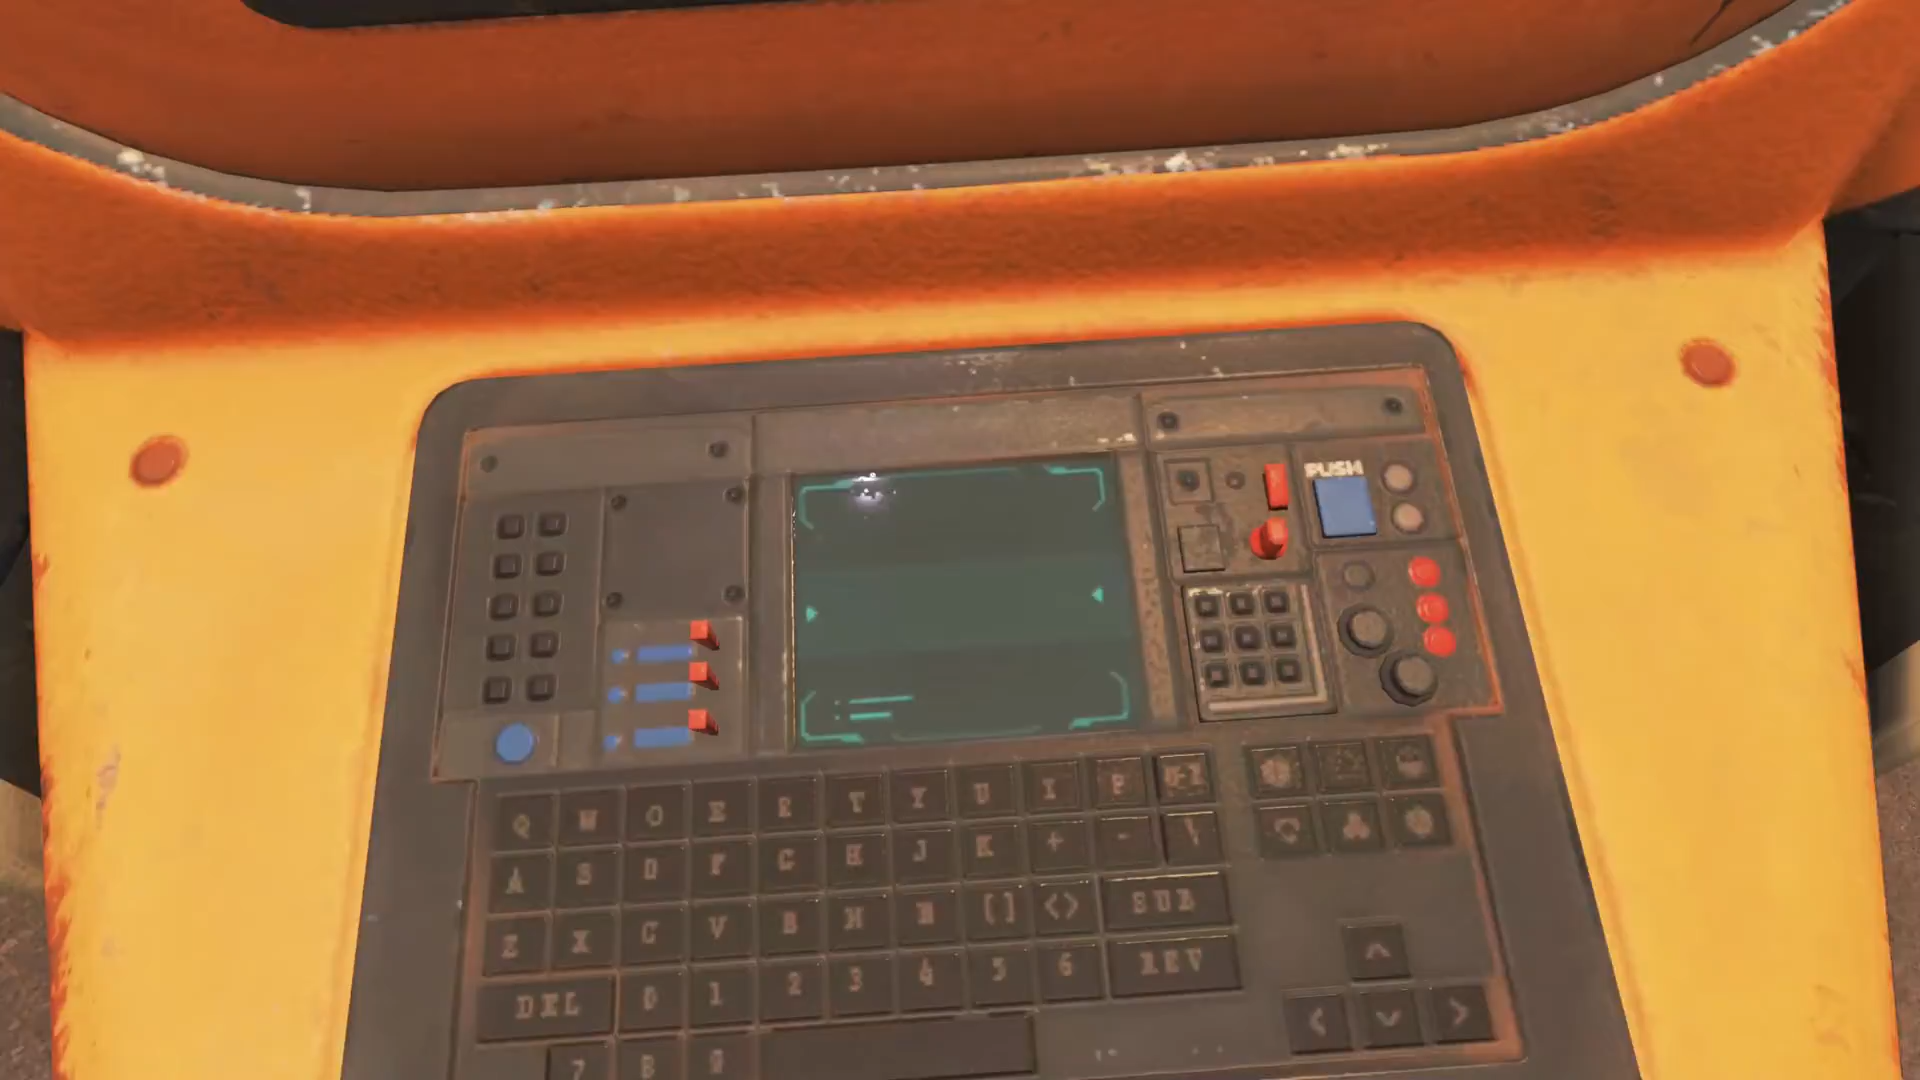 PUSH
Q W O E R T Y U I P
A S D F G H J K + - \
Z X C V B M N [] <> SUB
DEL 0 1 2 3 4 5 6 REV
^
7 8 9 < v >